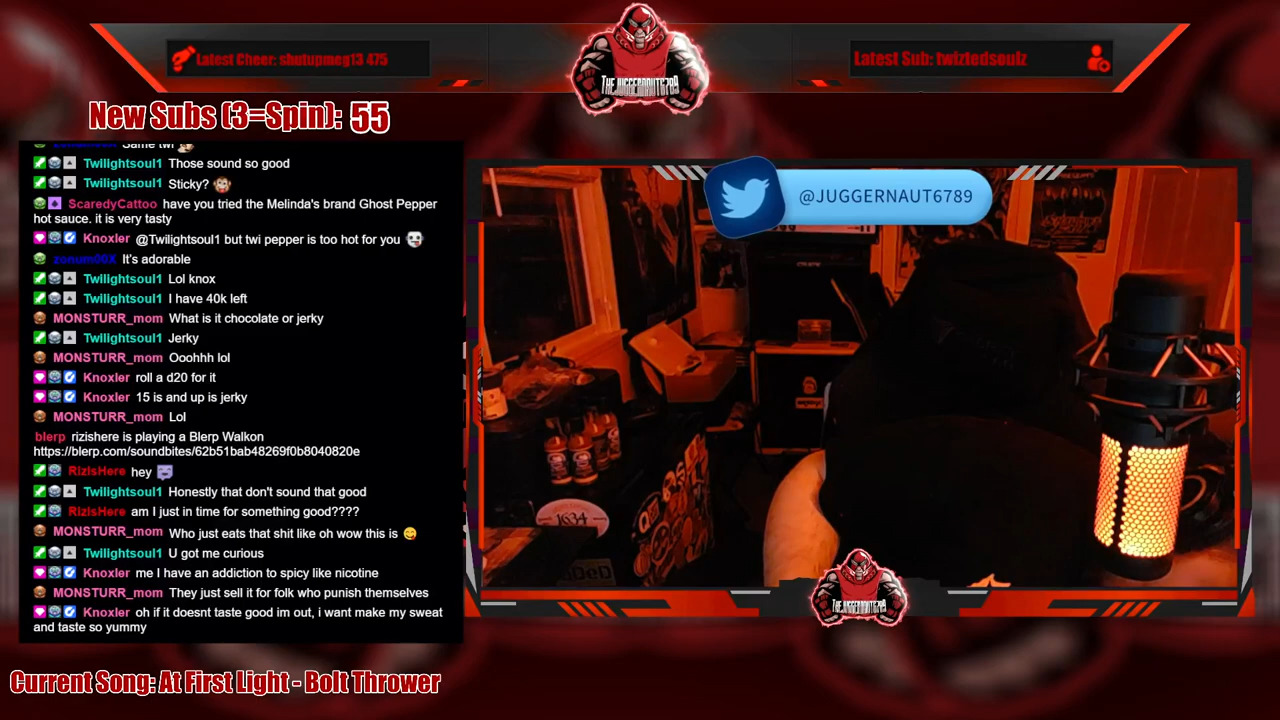 Latest Cheer: shutupmeg13 475
THEJUGGERNAUT6789
Latest Sub: twiztedsoulz
New Subs (3=Spin): 55
Same twi
Twilightsoul1 Those sound so good
Twilightsoul1 Sticky?
ScaredyCattoo have you tried the Melinda's brand Ghost Pepper
hot sauce. it is very tasty
Knoxler @Twilightsoul1 but twi pepper is too hot for you
It's adorable
Twilightsoul1 Lol knox
Twilightsoul1 I have 40k left
MONSTURR_mom What is it chocolate or jerky
Twilightsoul1 Jerky
MONSTURR_mom Ooohhh lol
Knoxler roll a d20 for it
Knoxler 15 is and up is jerky
MONSTURR_mom Lol
blerp rizishere is playing a Blerp Walkon
https://blerp.com/soundbites/62b51bab48269f0b8040820e
RizIsHere hey
Twilightsoul1 Honestly that don't sound that good
RizIsHere am I just in time for something good????
MONSTURR_mom Who just eats that shit like oh wow this is
Twilightsoul1 U got me curious
Knoxler me I have an addiction to spicy like nicotine
MONSTURR_mom They just sell it for folk who punish themselves
Knoxler oh if it doesnt taste good im out, i want make my sweat
and taste so yummy
@JUGGERNAUT6789
1634
THEJUGGERNAUT6789
Current Song: At First Light - Bolt Thrower